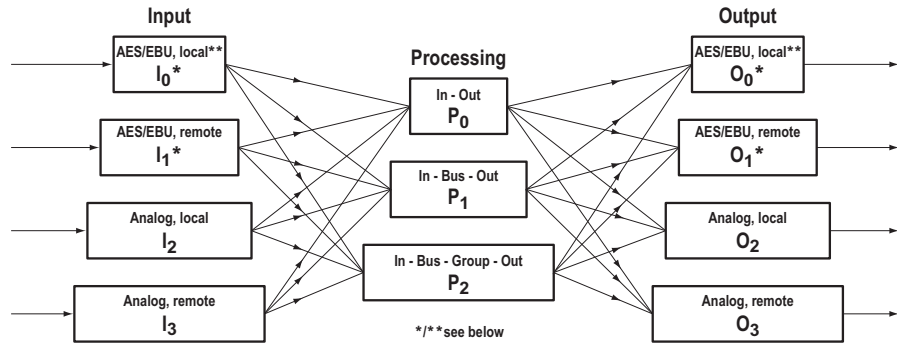 Input
Processing
Output
AES/EBU, local**
I0*
AES/EBU, remote
I1*
Analog, local
I2
Analog, remote
I3
In - Out
P0
In - Bus - Out
P1
In - Bus - Group - Out
P2
*/**see below
AES/EBU, local**
O0*
AES/EBU, remote
O1*
Analog, local
O2
Analog, remote
O3